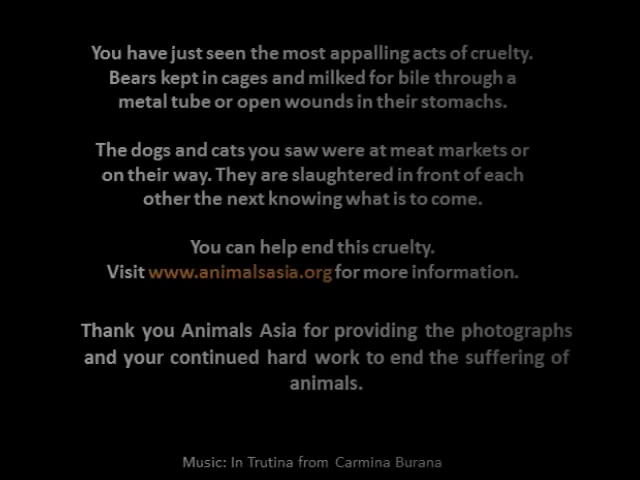 You have just seen the most appalling acts of cruelty.
Bears kept in cages and milked for bile through a
metal tube or open wounds in their stomachs.
The dogs and cats you saw were at meat markets or
on their way. They are slaughtered in front of each
other the next knowing what is to come.
You can help end this cruelty.
Visit www.animalsasia.org for more information.
Thank you Animals Asia for providing the photographs
and your continued hard work to end the suffering of
animals.
Music: In Trutina from Carmina Burana